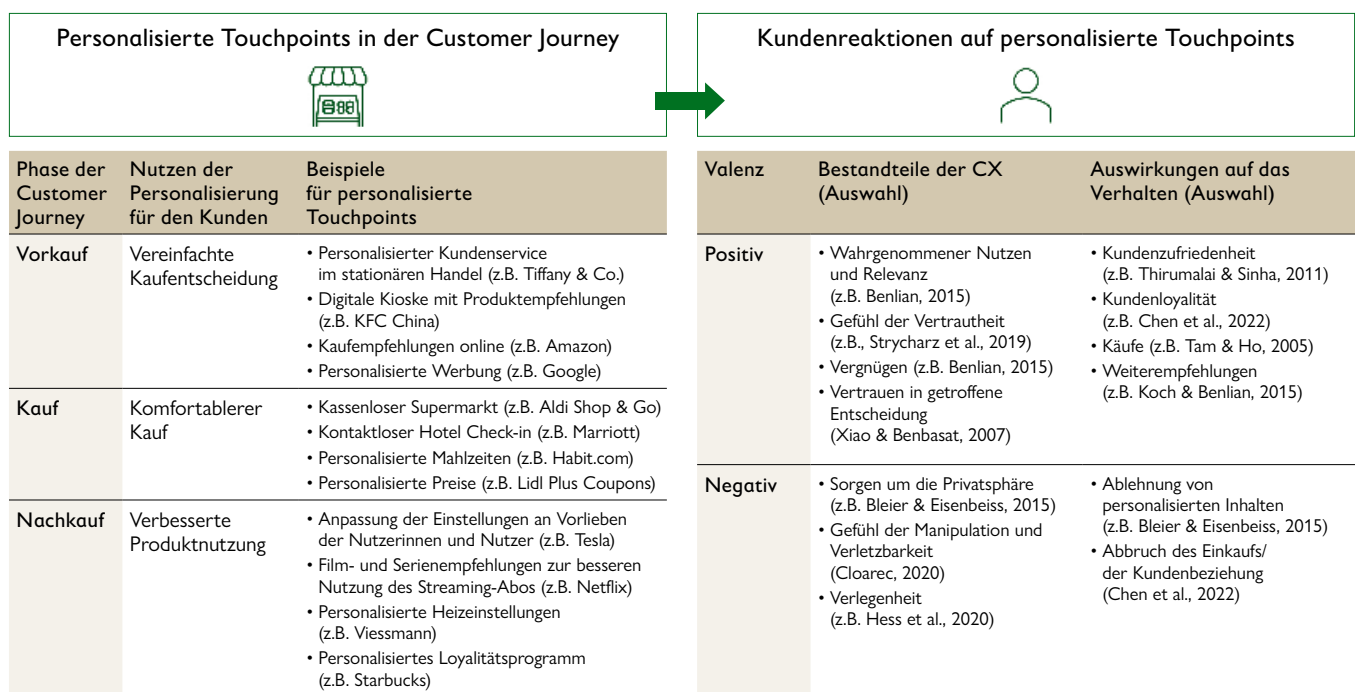 Personalisierte Touchpoints in der Customer Journey
Kundenreaktionen auf personalisierte Touchpoints
Phase der
Customer
Journey
Nutzen der
Personalisierung
für den Kunden
Beispiele
für personalisierte
Touchpoints
Vorkauf
Vereinfachte
Kaufentscheidung
• Personalisierter Kundenservice
im stationären Handel (z.B. Tiffany & Co.)
• Digitale Kioske mit Produktempfehlungen
(z.B. KFC China)
• Kaufempfehlungen online (z.B. Amazon)
• Personalisierte Werbung (z.B. Google)
Kauf
Komfortablerer
Kauf
• Kassenloser Supermarkt (z.B. Aldi Shop & Go)
• Kontaktloser Hotel Check-in (z.B. Marriott)
• Personalisierte Mahlzeiten (z.B. Habit.com)
• Personalisierte Preise (z.B. Lidl Plus Coupons)
Nachkauf
Verbesserte
Produktnutzung
• Anpassung der Einstellungen an Vorlieben
der Nutzerinnen und Nutzer (z.B. Tesla)
• Film- und Serienempfehlungen zur besseren
Nutzung des Streaming-Abos (z.B. Netflix)
• Personalisierte Heizeinstellungen
(z.B. Viessmann)
• Personalisiertes Loyalitätsprogramm
(z.B. Starbucks)
Valenz
Bestandteile der CX
(Auswahl)
Auswirkungen auf das
Verhalten (Auswahl)
Positiv
• Wahrgenommener Nutzen
und Relevanz
(z.B. Benlian, 2015)
• Gefühl der Vertrautheit
(z.B., Strycharz et al., 2019)
• Vergnügen (z.B. Benlian, 2015)
• Vertrauen in getroffene
Entscheidung
(Xiao & Benbasat, 2007)
• Kundenzufriedenheit
(z.B. Thirumalai & Sinha, 2011)
• Kundenloyalität
(z.B. Chen et al., 2022)
• Käufe (z.B. Tam & Ho, 2005)
• Weiterempfehlungen
(z.B. Koch & Benlian, 2015)
Negativ
• Sorgen um die Privatsphäre
(z.B. Bleier & Eisenbeiss, 2015)
• Gefühl der Manipulation und
Verletzbarkeit
(Cloarec, 2020)
• Verlegenheit
(z.B. Hess et al., 2020)
• Ablehnung von
personalisierten Inhalten
(z.B. Bleier & Eisenbeiss, 2015)
• Abbruch des Einkaufs/
der Kundenbeziehung
(Chen et al., 2022)